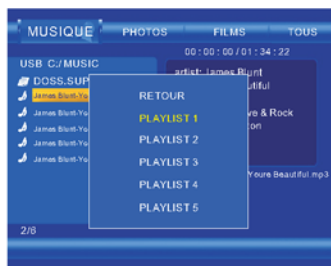 MUSIQUE PHOTOS FILMS TOUS
00 : 00 : 00 / 01 : 34 : 22
USB C:/ MUSIC
artist: James Blunt
DOSS.SUP
James Blunt-Yo
James Blunt-Yo
James Blunt-Yo
James Blunt-Yo
James Blunt-Yo
utiful
ve & Rock
on
Youre Beautiful.mp3
RETOUR
PLAYLIST 1
PLAYLIST 2
PLAYLIST 3
PLAYLIST 4
PLAYLIST 5
2/6